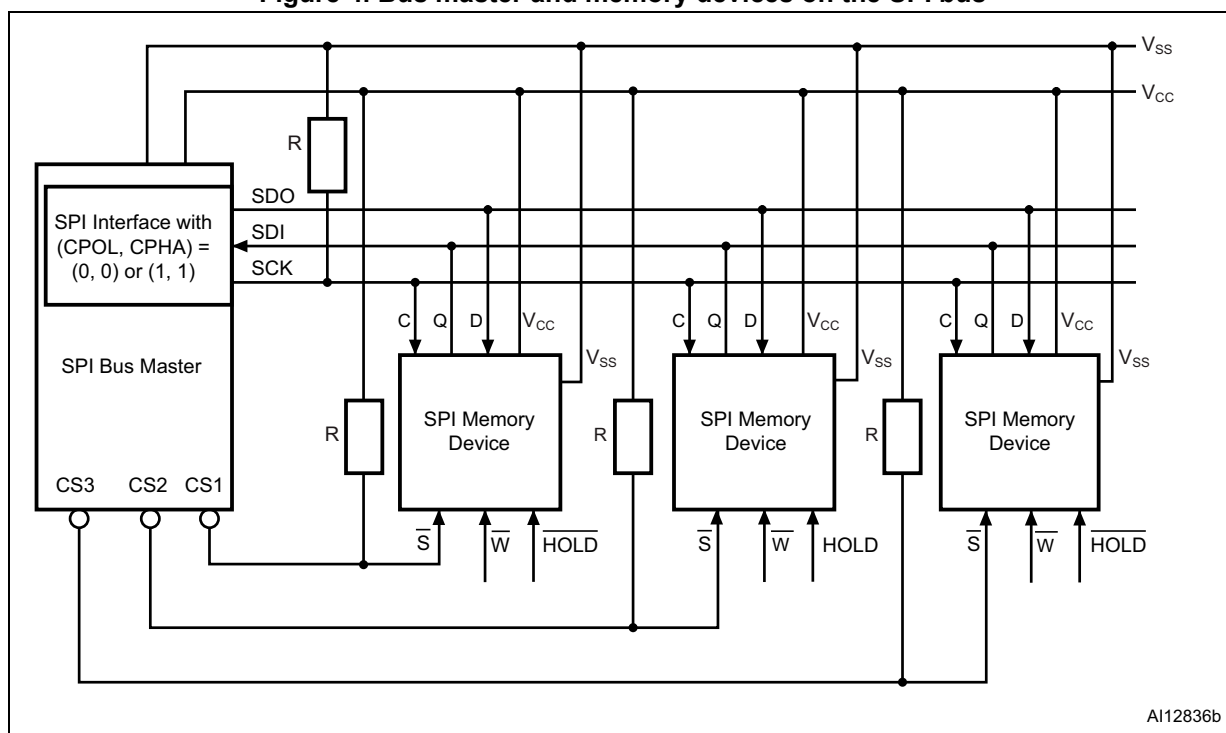 Figure 4. Bus master and memory devices on the SPI bus
VSS
VCC
R
SDO
SPI Interface with
(CPOL, CPHA) =
(0, 0) or (1, 1)
SDI
SCK
C Q D VCC
C Q D VCC
C Q D VCC
VSS
VSS
VSS
SPI Bus Master
R
SPI Memory
Device
R
SPI Memory
Device
R
SPI Memory
Device
CS3 CS2 CS1
S̅ W̅ H̅O̅L̅D̅
S̅ W̅ HOLD
S̅ W̅ H̅O̅L̅D̅
AI12836b